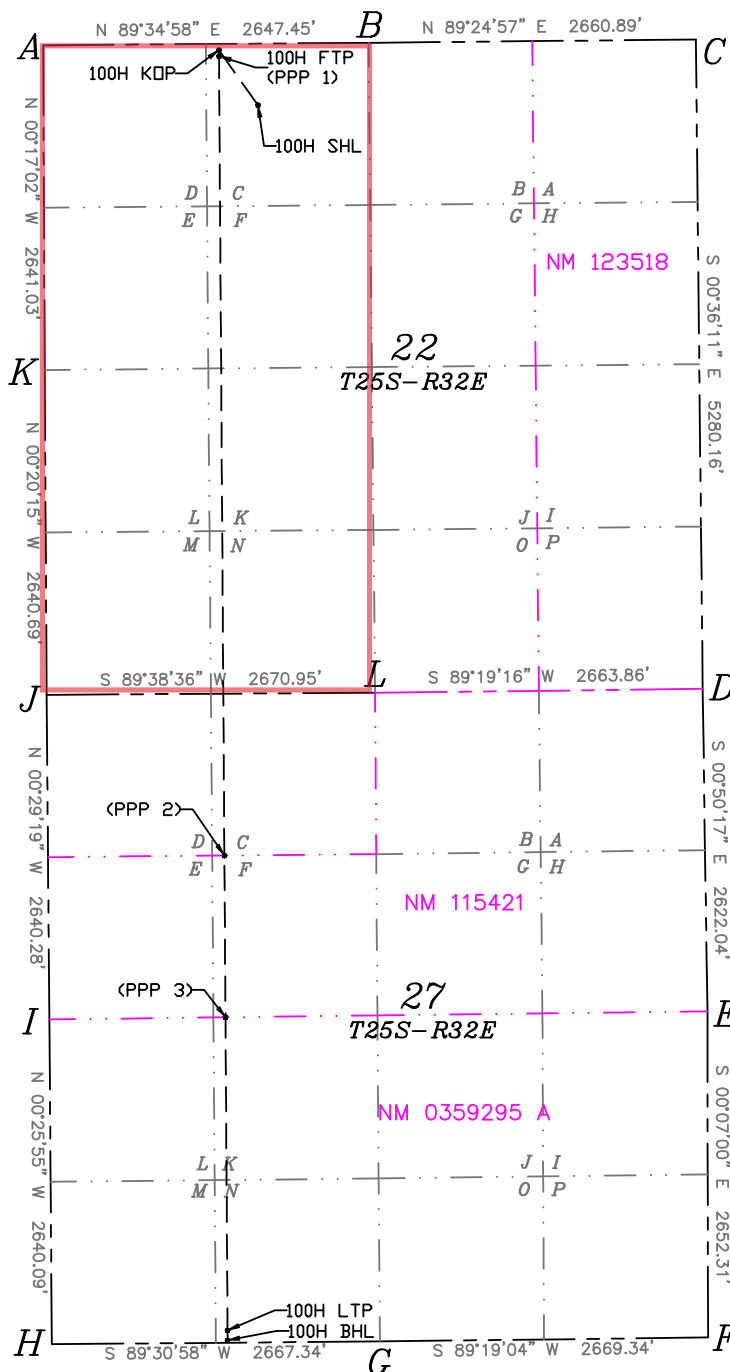 N 89°34'58" E 2647.45'
B
N 89°24'57" E 2660.89'
A
C
100H KOP
100H FTP
(PPP 1)
100H SHL
N 00°17'02" W 2641.03'
D C
E F
B A
G H
NM 123518
S 00°36'11" E 5280.16'
22
T25S-R32E
K
N 00°20'15" W 2640.69'
L K
M N
J I
O P
S 89°38'36" W 2670.95'
L
S 89°19'16" W 2663.86'
J
D
N 00°29'19" W 2640.28'
(PPP 2)
D C
E F
B A
G H
S 00°50'17" E 2622.04'
NM 115421
(PPP 3)
27
T25S-R32E
I
E
N 00°25'55" W 2640.09'
NM 0359295 A
S 00°07'00" E 2652.31'
L K
M N
J I
O P
100H LTP
100H BHL
H
S 89°30'58" W 2667.34'
G
S 89°19'04" W 2669.34'
F